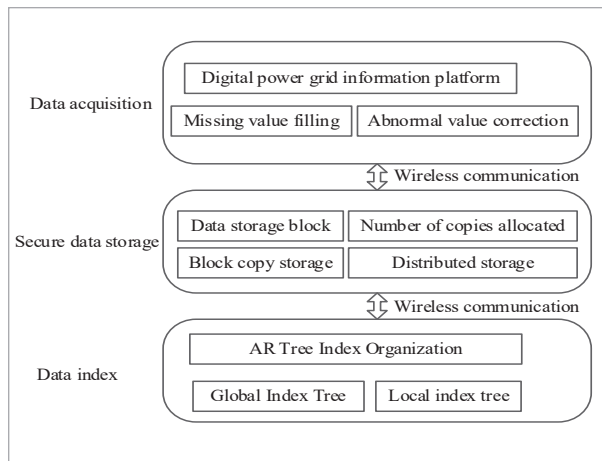 Digital power grid information platform
Data acquisition
Missing value filling
Abnormal value correction
Wireless communication
Data storage block
Number of copies allocated
Secure data storage
Block copy storage
Distributed storage
Wireless communication
AR Tree Index Organization
Data index
Global Index Tree
Local index tree